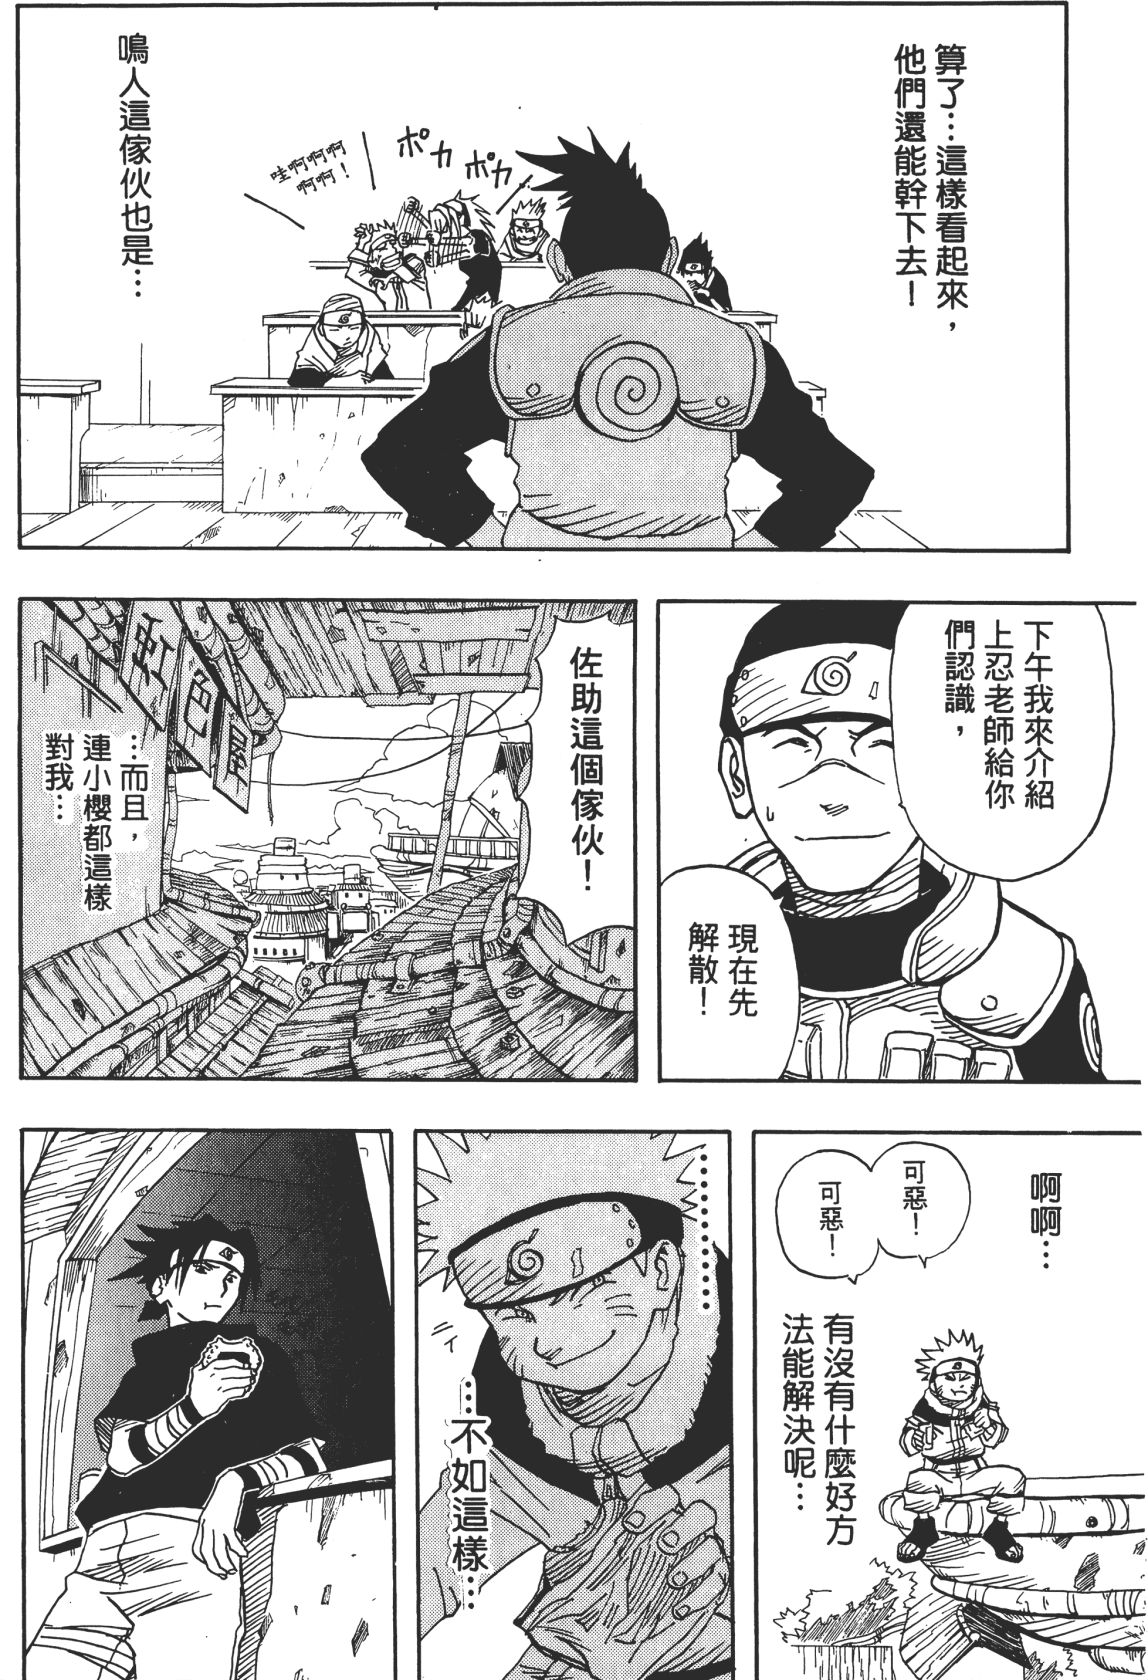 算了…這樣看起來，
他們還能幹下去！
ポカ
ポカ
哇啊啊啊
啊啊！
鳴人這傢伙也是…
下午我來介紹
上忍老師給你
們認識，
現在先
解散！
佐助這個傢伙！
…而且，
連小櫻都這樣
對我…
啊啊…
可惡！
可惡！
有沒有什麼好方
法能解決呢…
…………
ニィ
…不如這樣…